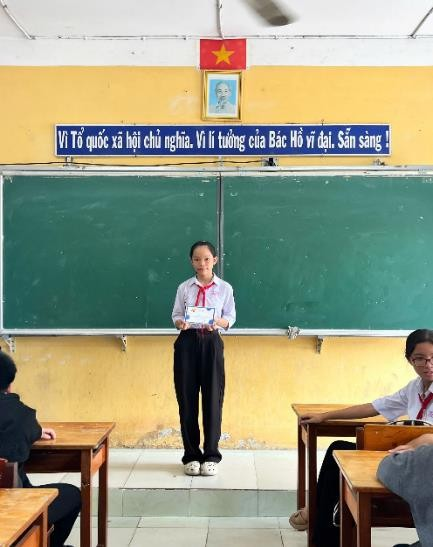 Vì Tổ quốc xã hội chủ nghĩa. Vì lí tưởng của Bác Hồ vĩ đại. Sẵn sàng !